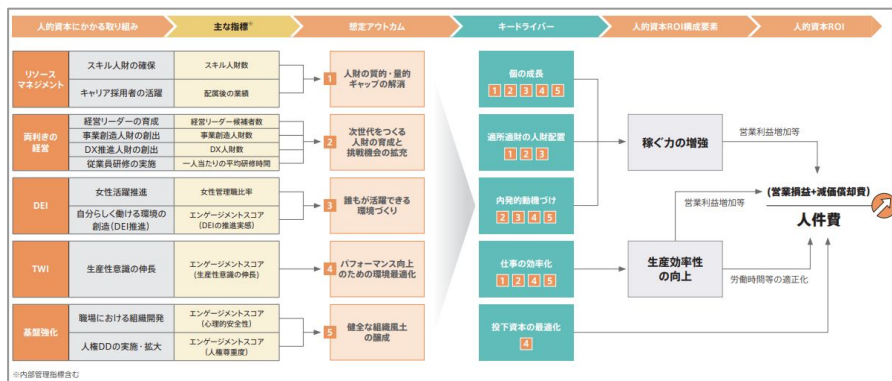 人的資本にかかる取り組み
主な指標※
想定アウトカム
キードライバー
人的資本ROI構成要素
人的資本ROI
リソース
マネジメント
スキル人財の確保
スキル人財数
キャリア採用者の活躍
配属後の業績
1
人財の質的・量的
ギャップの解消
両利きの
経営
経営リーダーの育成
経営リーダー候補者数
事業創造人財の創出
事業創造人財数
DX推進人財の創出
DX人財数
従業員研修の実施
一人当たりの平均研修時間
2
次世代をつくる
人財の育成と
挑戦機会の拡充
DEI
女性活躍推進
女性管理職比率
自分らしく働ける環境の
創造(DEI推進)
エンゲージメントスコア
(DEIの推進実感)
3
誰もが活躍できる
環境づくり
TWI
生産性意識の伸長
エンゲージメントスコア
(生産性意識の伸長)
4
パフォーマンス向上
のための環境最適化
基盤強化
職場における組織開発
エンゲージメントスコア
(心理的安全性)
人権DDの実施・拡大
エンゲージメントスコア
(人権尊重度)
5
健全な組織風土
の醸成
個の成長
1 2 3 4 5
適所適財の人財配置
1 2 3
内発的動機づけ
2 3 4 5
仕事の効率化
1 2 4 5
投下資本の最適化
4
稼ぐ力の増強
営業利益増加等
生産効率性
の向上
営業利益増加等
労働時間等の適正化
(営業損益+減価償却費)
人件費
※内部管理指標含む